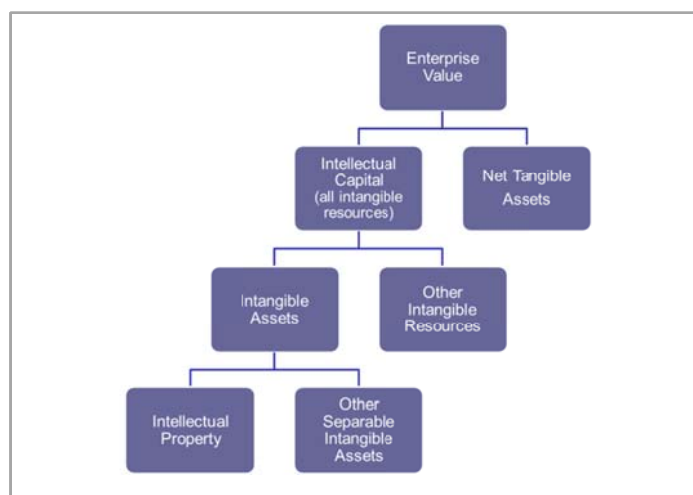 Enterprise
Value
Intellectual
Capital
(all intangible
resources)
Net Tangible
Assets
Intangible
Assets
Other
Intangible
Resources
Intellectual
Property
Other
Separable
Intangible
Assets